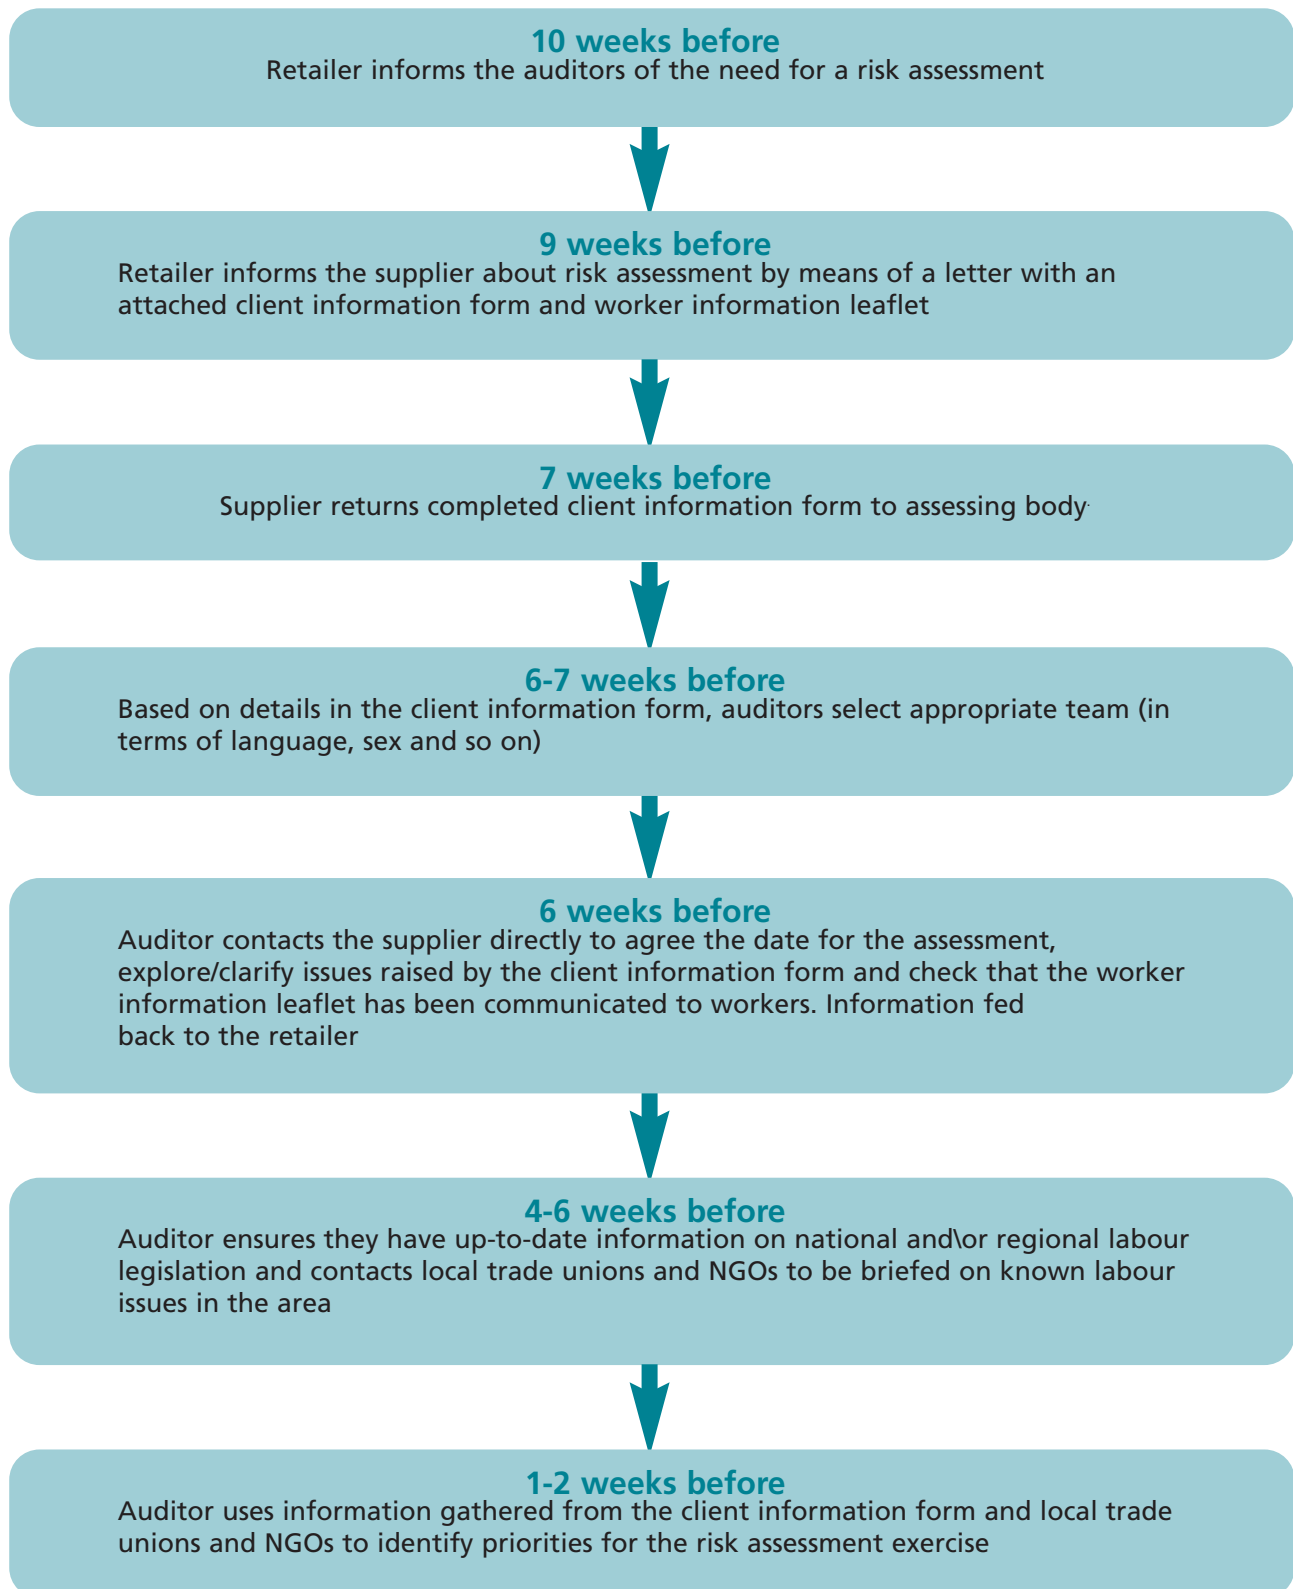 10 weeks before
Retailer informs the auditors of the need for a risk assessment
9 weeks before
Retailer informs the supplier about risk assessment by means of a letter with an
attached client information form and worker information leaflet
7 weeks before
Supplier returns completed client information form to assessing body.
6-7 weeks before
Based on details in the client information form, auditors select appropriate team (in
terms of language, sex and so on)
6 weeks before
Auditor contacts the supplier directly to agree the date for the assessment,
explore/clarify issues raised by the client information form and check that the worker
information leaflet has been communicated to workers. Information fed
back to the retailer
4-6 weeks before
Auditor ensures they have up-to-date information on national and\or regional labour
legislation and contacts local trade unions and NGOs to be briefed on known labour
issues in the area
1-2 weeks before
Auditor uses information gathered from the client information form and local trade
unions and NGOs to identify priorities for the risk assessment exercise